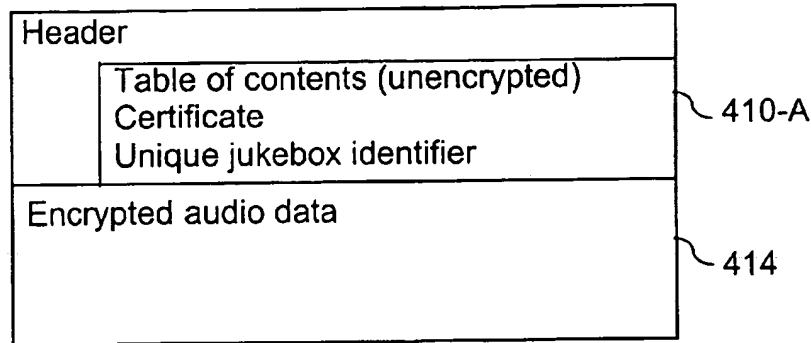 Header
Table of contents (unencrypted)
Certificate
Unique jukebox identifier
410-A
Encrypted audio data
414